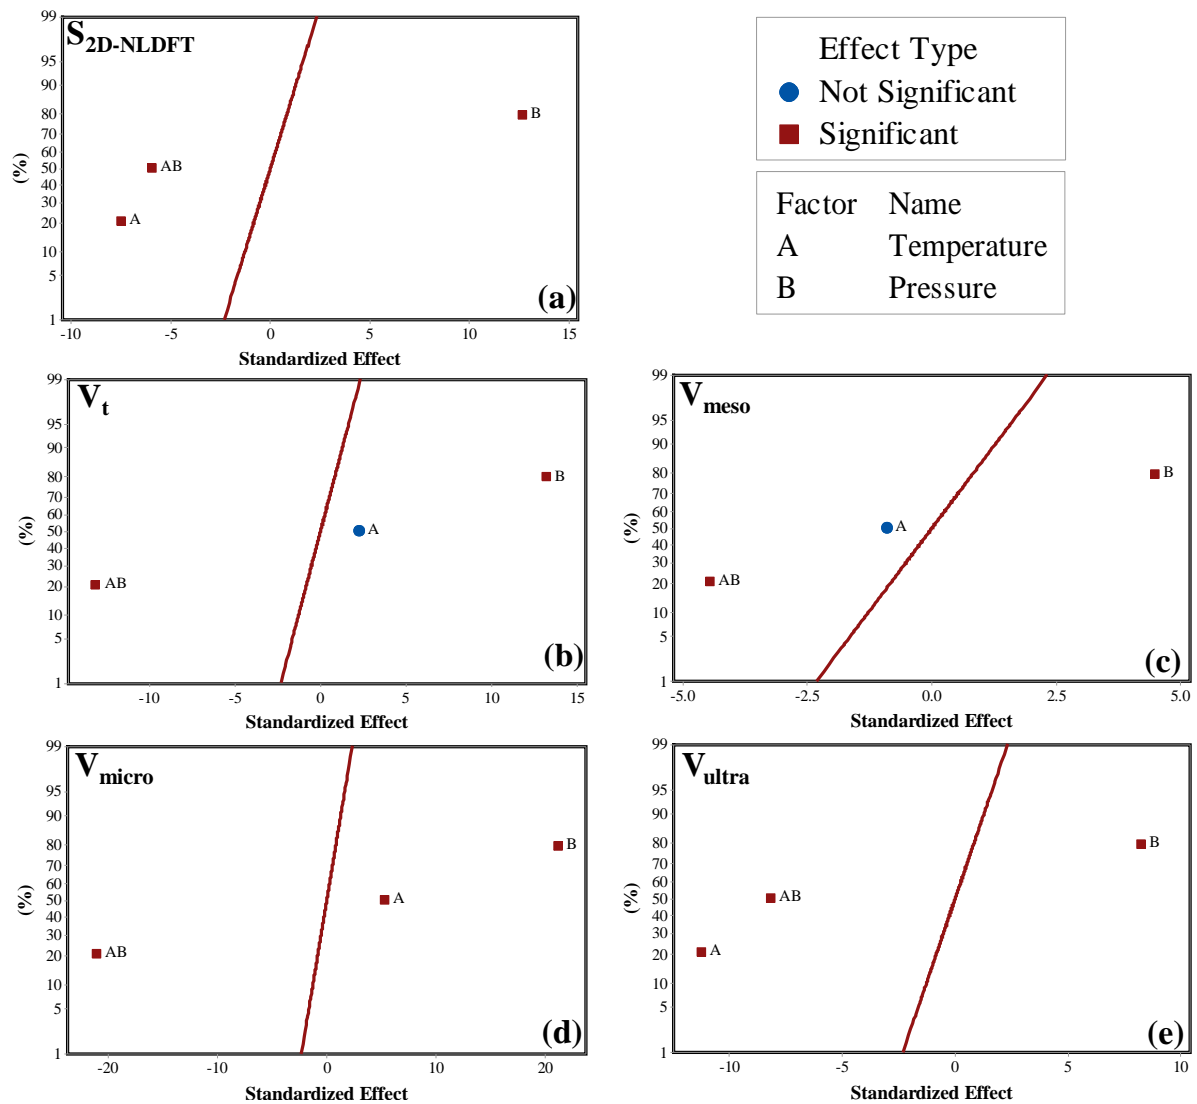 S2D-NLDFT
99
95
90
80
70
60
50
40
30
20
10
5
1
(%)
B
AB
A
(a)
-10 -5 0 5 10 15
Standardized Effect
Effect Type
Not Significant
Significant
Factor Name
A Temperature
B Pressure
Vt
99
95
90
80
70
60
50
40
30
20
10
5
1
(%)
B
A
AB
(b)
-10 -5 0 5 10 15
Standardized Effect
Vmeso
99
95
90
80
70
60
50
40
30
20
10
5
1
(%)
B
A
AB
(c)
-5.0 -2.5 0.0 2.5 5.0
Standardized Effect
Vmicro
99
95
90
80
70
60
50
40
30
20
10
5
1
(%)
B
A
AB
(d)
-20 -10 0 10 20
Standardized Effect
Vultra
99
95
90
80
70
60
50
40
30
20
10
5
1
(%)
B
AB
A
(e)
-10 -5 0 5 10
Standardized Effect